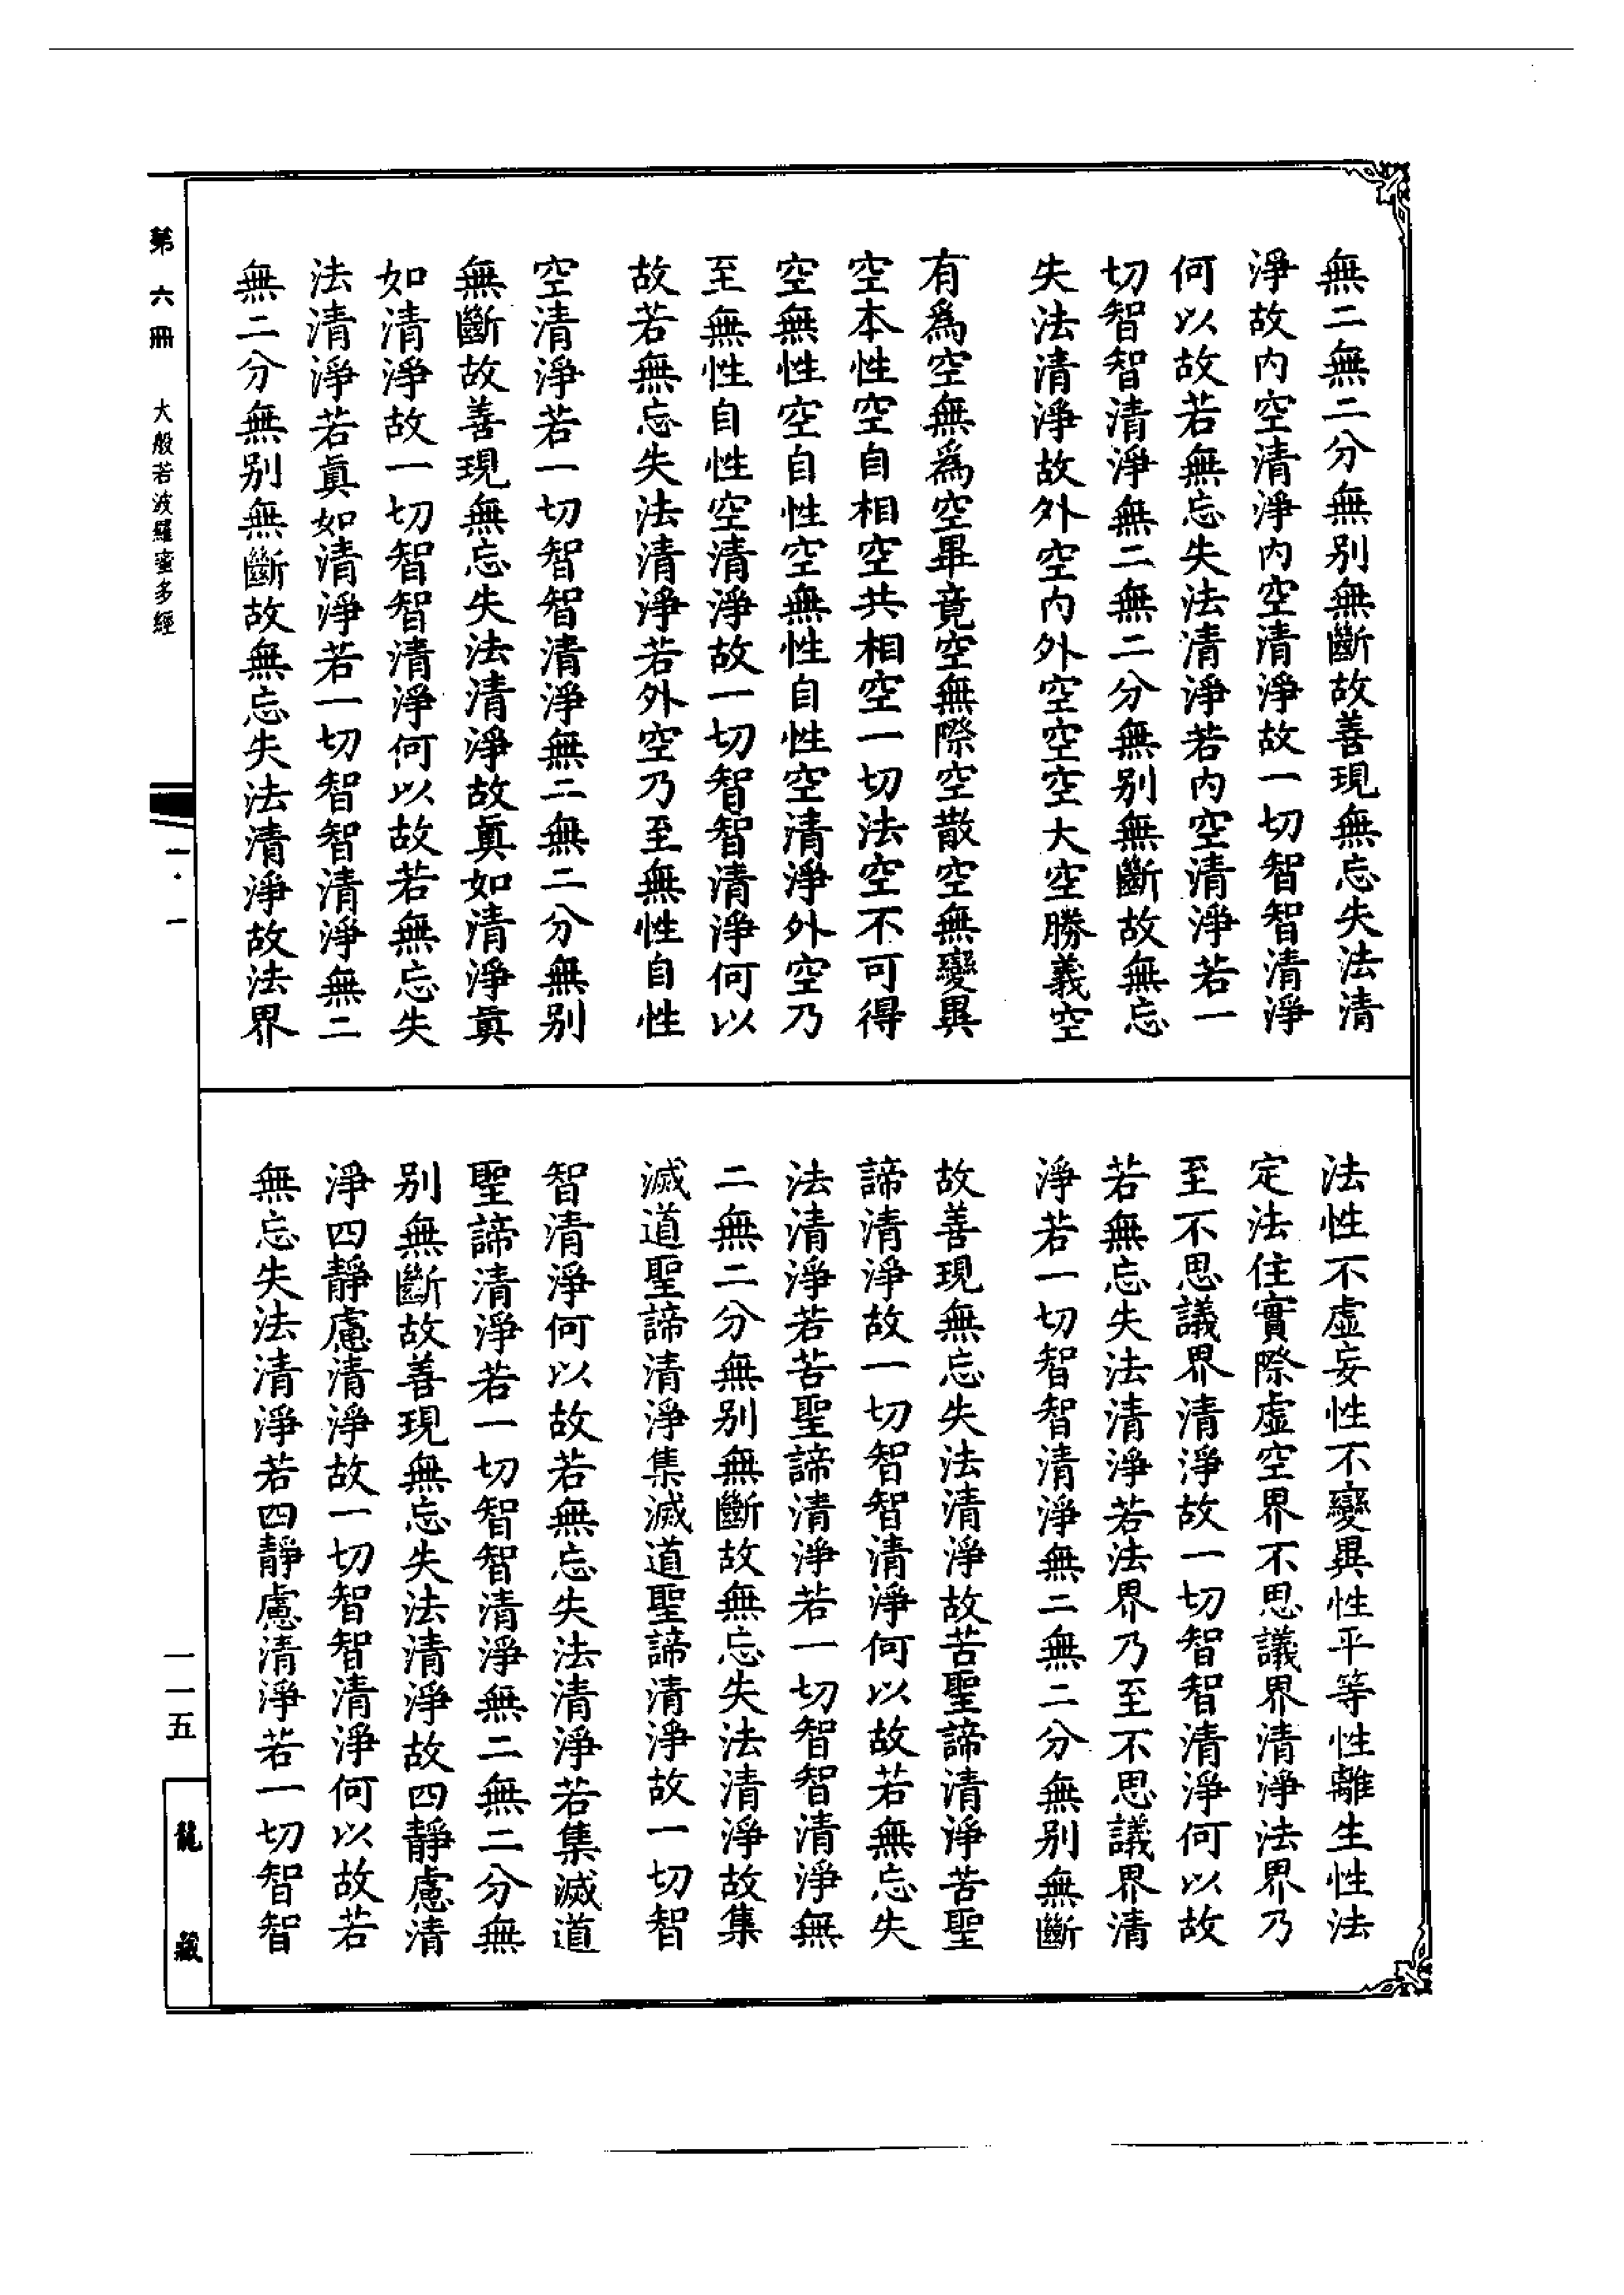 無二無二分無別無斷故善現無忘失法清
淨故內空清淨內空清淨故一切智智清淨
何以故若無忘失法清淨若內空清淨若一
切智智清淨無二無二分無別無斷故無忘
失法清淨故外空內外空空空大空勝義空
有爲空無爲空畢竟空無際空散空無變異
空本性空自相空共相空一切法空不可得
空無性空自性空無性自性空清淨外空乃
至無性自性空清淨故一切智智清淨何以
故若無忘失法清淨若外空乃至無性自性
空清淨若一切智智清淨無二無二分無別
無斷故善現無忘失法清淨故眞如清淨眞
如清淨故一切智智清淨何以故若無忘失
法清淨若眞如清淨若一切智智清淨無二
無二分無別無斷故無忘失法清淨故法界
法性不虛妄性不變異性平等性離生性法
定法住實際虛空界不思議界清淨法界乃
至不思議界清淨故一切智智清淨何以故
若無忘失法清淨若法界乃至不思議界清
淨若一切智智清淨無二無二分無別無斷
故善現無忘失法清淨故苦聖諦清淨苦聖
諦清淨故一切智智清淨何以故若無忘失
法清淨若苦聖諦清淨若一切智智清淨無
二無二分無別無斷故無忘失法清淨故集
滅道聖諦清淨集滅道聖諦清淨故一切智
智清淨何以故若無忘失法清淨若集滅道
聖諦清淨若一切智智清淨無二無二分無
別無斷故善現無忘失法清淨故四靜慮清
淨四靜慮清淨故一切智智清淨何以故若
無忘失法清淨若四靜慮清淨若一切智智
第六冊 大般若波羅蜜多經
一·一
一一五
龍藏